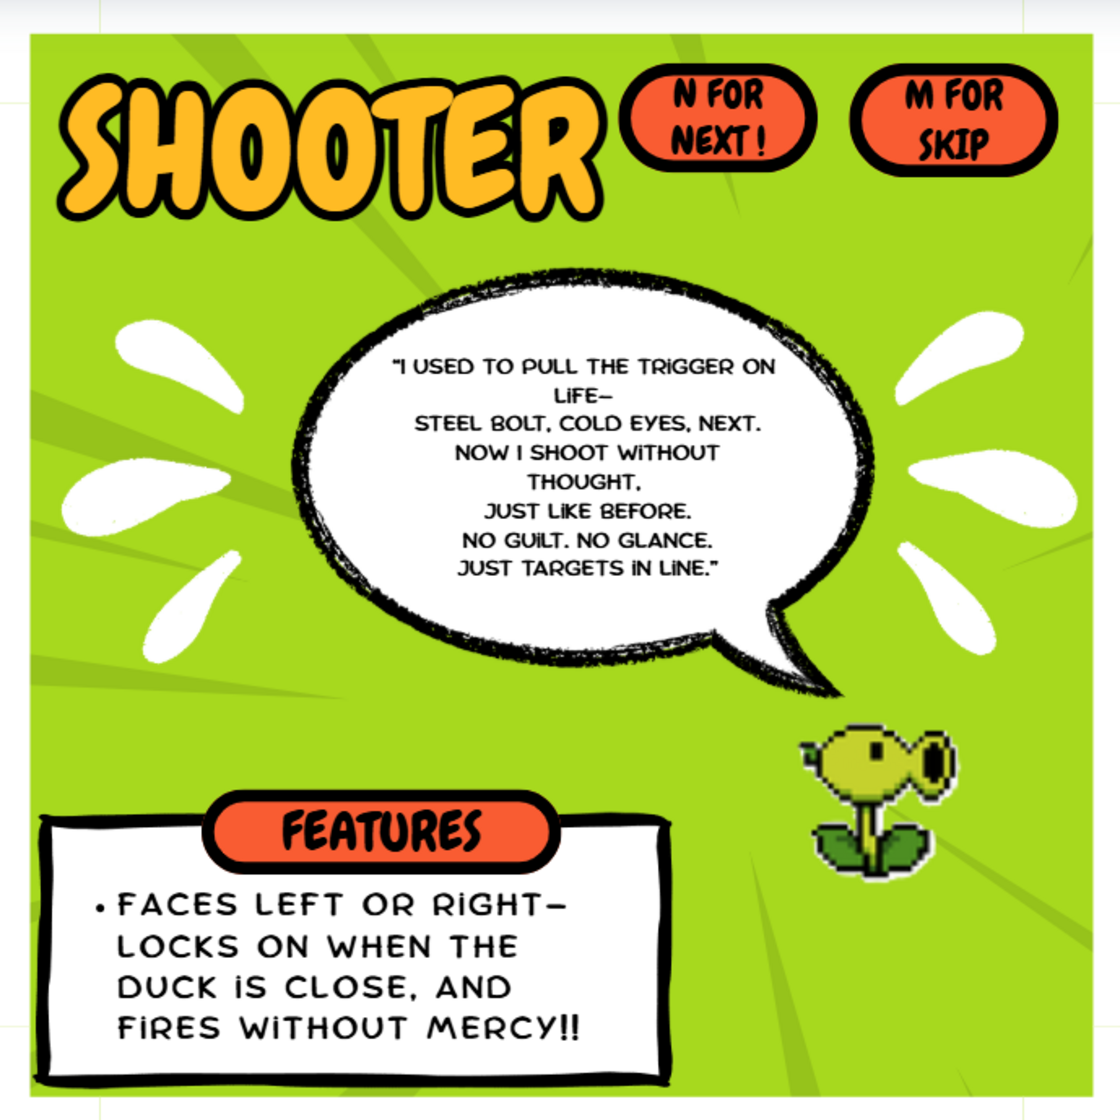 SHOOTER
N FOR
NEXT !
M FOR
SKIP
"I USED TO PULL THE TRIGGER ON
LIFE—
STEEL BOLT, COLD EYES, NEXT.
NOW I SHOOT WITHOUT
THOUGHT,
JUST LIKE BEFORE.
NO GUILT. NO GLANCE.
JUST TARGETS IN LINE."
FEATURES
• FACES LEFT OR RIGHT—
LOCKS ON WHEN THE
DUCK IS CLOSE, AND
FIRES WITHOUT MERCY!!